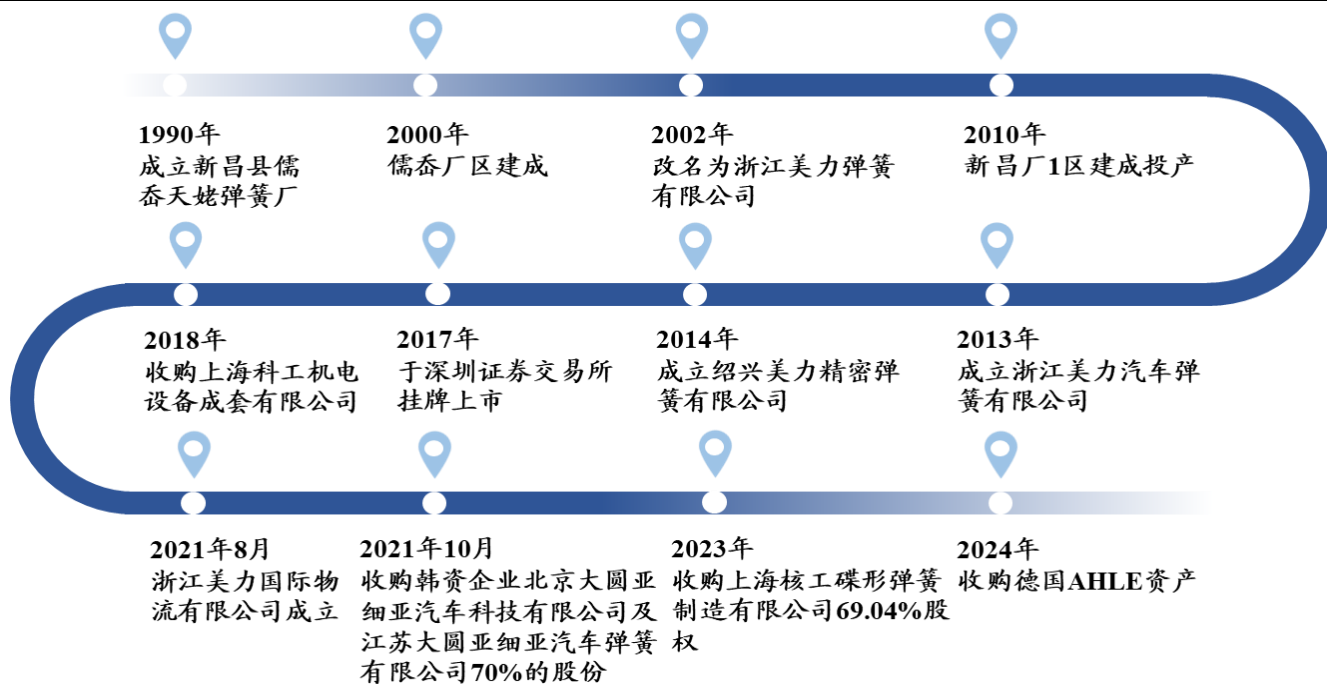 1990年
成立新昌县儒
岙天姥弹簧厂
2000年
儒岙厂区建成
2002年
改名为浙江美力弹簧
有限公司
2010年
新昌厂1区建成投产
2018年
收购上海科工机电
设备成套有限公司
2017年
于深圳证券交易所
挂牌上市
2014年
成立绍兴美力精密弹
簧有限公司
2013年
成立浙江美力汽车弹
簧有限公司
2021年8月
浙江美力国际物
流有限公司成立
2021年10月
收购韩资企业北京大圆亚
细亚汽车科技有限公司及
江苏大圆亚细亚汽车弹簧
有限公司70%的股份
2023年
收购上海核工碟形弹簧
制造有限公司69.04%股
权
2024年
收购德国AHLE资产